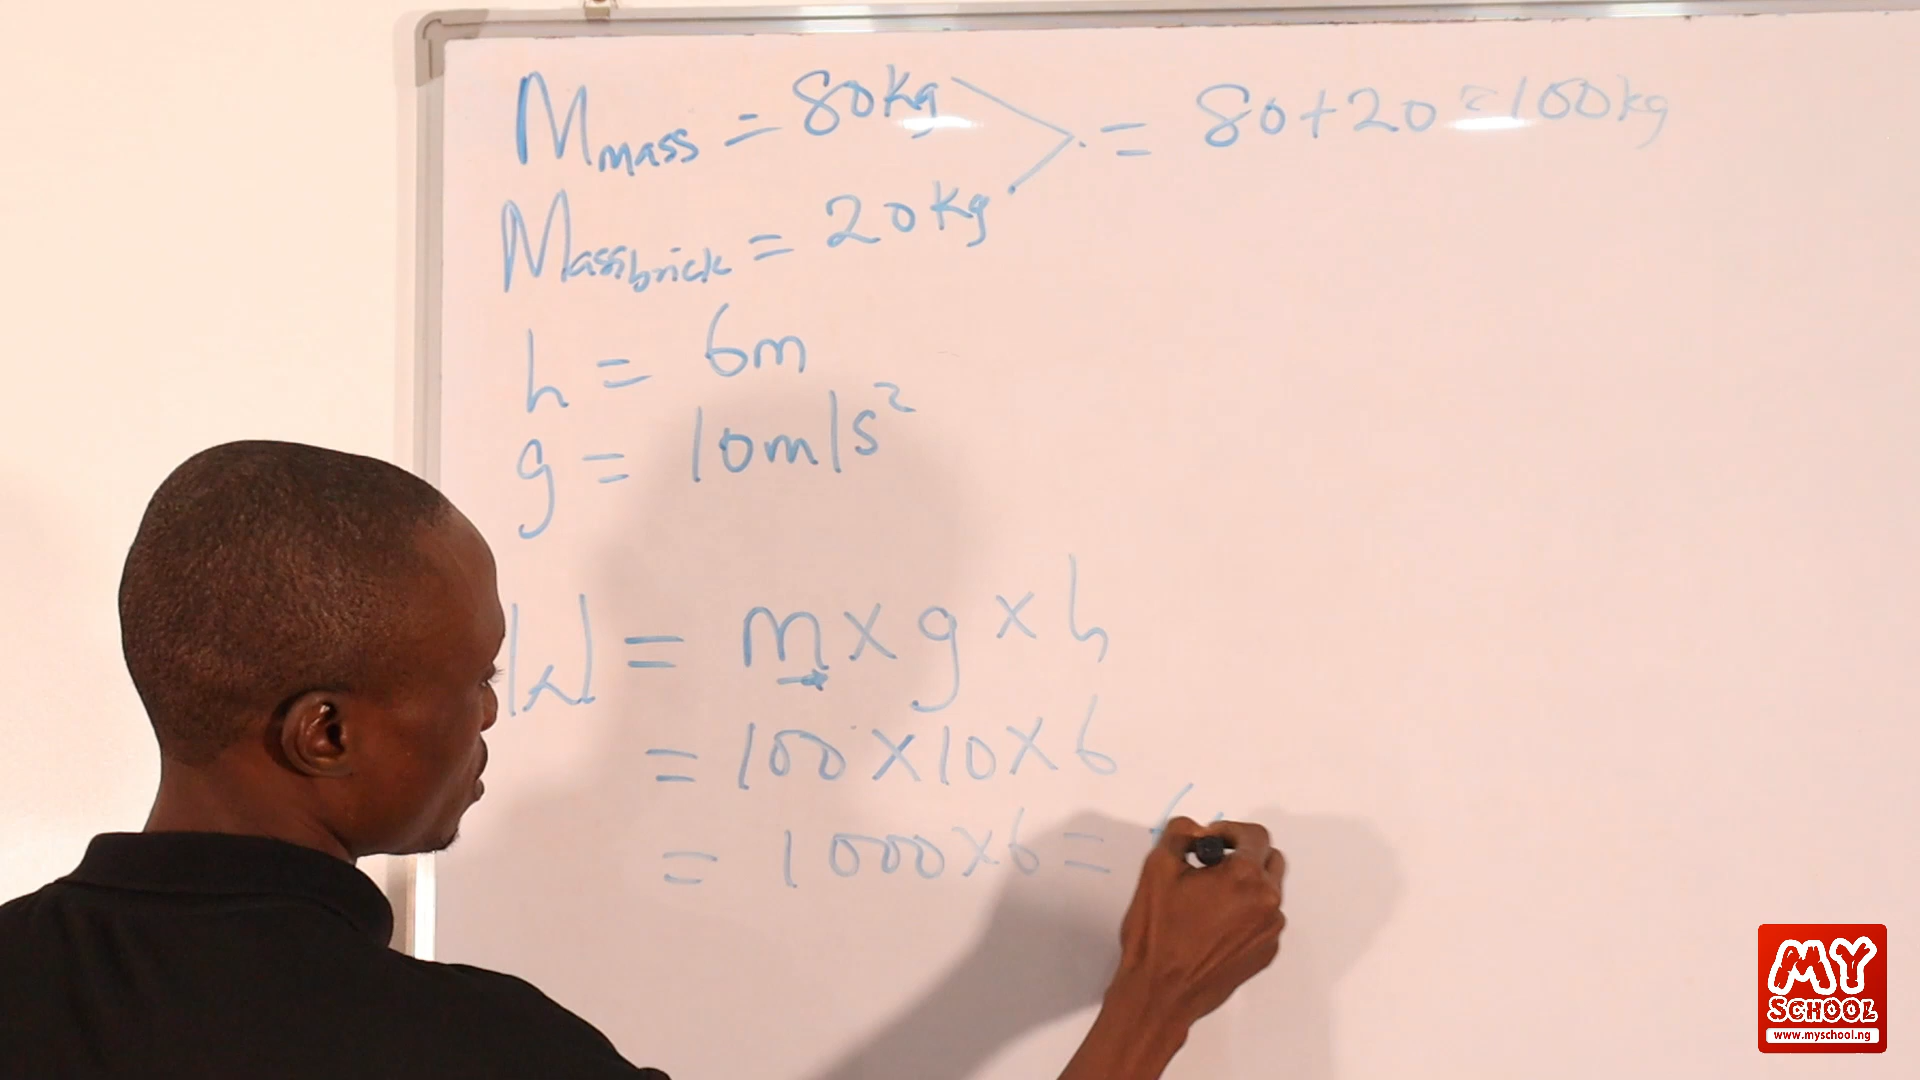 Mmass = 80kg
= 80+20 = 100kg
Massbrick = 20kg
h = 6m
g = 10m/s²
W = m × g × h
= 100 × 10 × 6
= 1000 × 6 =
MY
SCHOOL
www.myschool.ng